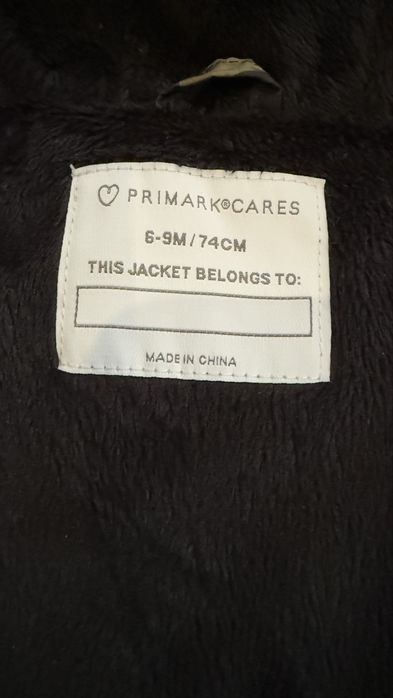 PRIMARK®CARES
6-9M/74CM
THIS JACKET BELONGS TO:
MADE IN CHINA